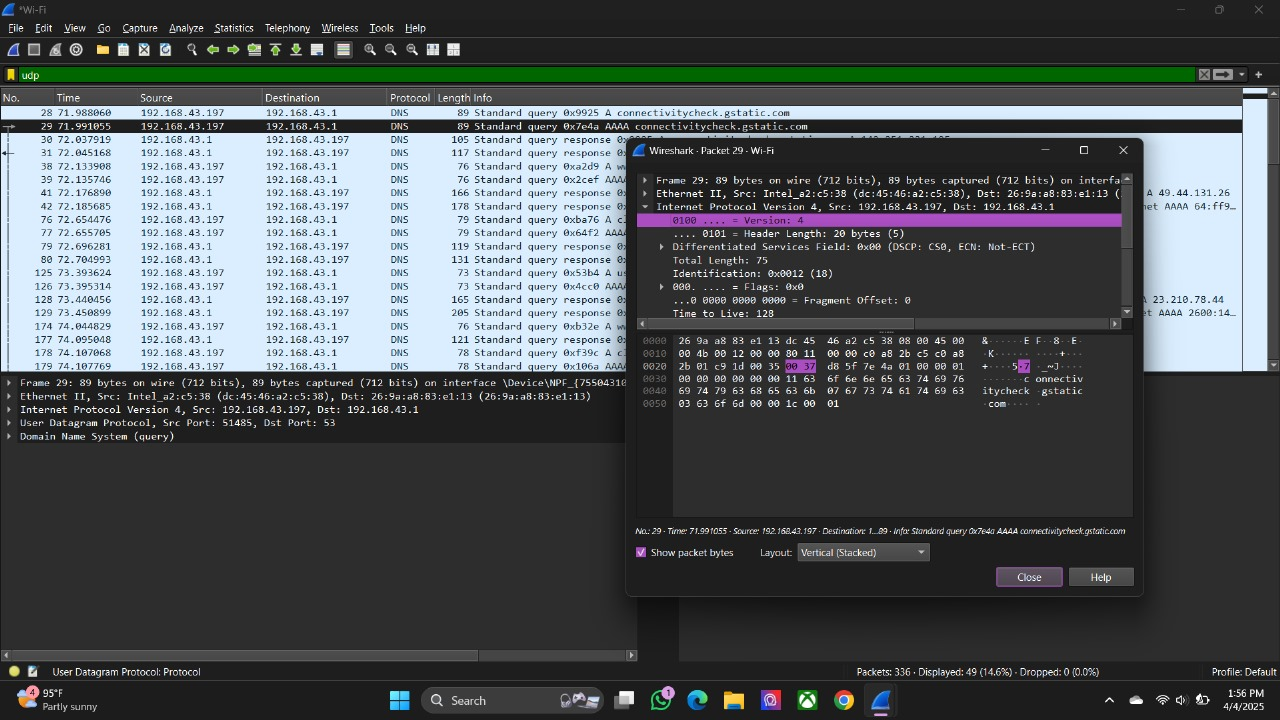 *Wi-Fi
File Edit View Go Capture Analyze Statistics Telephony Wireless Tools Help
udp
No. Time Source Destination Protocol Length Info
28 71.988060 192.168.43.197 192.168.43.1 DNS 89 Standard query 0x9925 A connectivitycheck.gstatic.com
29 71.991055 192.168.43.197 192.168.43.1 DNS 89 Standard query 0x7e4a AAAA connectivitycheck.gstatic.com
30 72.037919 192.168.43.1 192.168.43.197 DNS 105 Standard query response
31 72.045168 192.168.43.1 192.168.43.197 DNS 117 Standard query response
38 72.133908 192.168.43.197 192.168.43.1 DNS 76 Standard query 0xa2d9 A
39 72.135746 192.168.43.197 192.168.43.1 DNS 76 Standard query 0x2cef AAAA
41 72.176890 192.168.43.1 192.168.43.197 DNS 166 Standard query response A 49.44.131.26
42 72.185685 192.168.43.1 192.168.43.197 DNS 178 Standard query response et AAAA 64:ff9…
76 72.654476 192.168.43.197 192.168.43.1 DNS 79 Standard query 0xba76 A
77 72.655705 192.168.43.197 192.168.43.1 DNS 79 Standard query 0x64f2 AAAA
79 72.696281 192.168.43.1 192.168.43.197 DNS 119 Standard query response
80 72.704993 192.168.43.1 192.168.43.197 DNS 131 Standard query response
125 73.393624 192.168.43.197 192.168.43.1 DNS 73 Standard query 0x53b4 A
126 73.395314 192.168.43.197 192.168.43.1 DNS 73 Standard query 0x4cc0 AAAA
128 73.440456 192.168.43.1 192.168.43.197 DNS 165 Standard query response A 23.210.78.44
129 73.450899 192.168.43.1 192.168.43.197 DNS 205 Standard query response et AAAA 2600:14…
174 74.044829 192.168.43.197 192.168.43.1 DNS 76 Standard query 0xb32e A
177 74.095048 192.168.43.1 192.168.43.197 DNS 121 Standard query response
178 74.107068 192.168.43.197 192.168.43.1 DNS 78 Standard query 0xf39c A
179 74.107769 192.168.43.197 192.168.43.1 DNS 78 Standard query 0x106a AAAA
Frame 29: 89 bytes on wire (712 bits), 89 bytes captured (712 bits) on interface \Device\NPF_{75504310
Ethernet II, Src: Intel_a2:c5:38 (dc:45:46:a2:c5:38), Dst: 26:9a:a8:83:e1:13 (26:9a:a8:83:e1:13)
Internet Protocol Version 4, Src: 192.168.43.197, Dst: 192.168.43.1
User Datagram Protocol, Src Port: 51485, Dst Port: 53
Domain Name System (query)
Wireshark · Packet 29 · Wi-Fi
Frame 29: 89 bytes on wire (712 bits), 89 bytes captured (712 bits) on interfa
Ethernet II, Src: Intel_a2:c5:38 (dc:45:46:a2:c5:38), Dst: 26:9a:a8:83:e1:13 (
Internet Protocol Version 4, Src: 192.168.43.197, Dst: 192.168.43.1
0100 .... = Version: 4
.... 0101 = Header Length: 20 bytes (5)
Differentiated Services Field: 0x00 (DSCP: CS0, ECN: Not-ECT)
Total Length: 75
Identification: 0x0012 (18)
000. .... = Flags: 0x0
...0 0000 0000 0000 = Fragment Offset: 0
Time to Live: 128
0000 26 9a a8 83 e1 13 dc 45 46 a2 c5 38 08 00 45 00 &······E F··8··E·
0010 00 4b 00 12 00 00 80 11 00 00 c0 a8 2b c5 c0 a8 ·K······ ····+···
0020 2b 01 c9 1d 00 35 00 37 d8 5f 7e 4a 01 00 00 01 +····5·7 ·_~J····
0030 00 00 00 00 00 00 11 63 6f 6e 6e 65 63 74 69 76 ·······c onnectiv
0040 69 74 79 63 68 65 63 6b 07 67 73 74 61 74 69 63 itycheck ·gstatic
0050 03 63 6f 6d 00 00 1c 00 01 ·com···· ·
No.: 29 · Time: 71.991055 · Source: 192.168.43.197 · Destination: 1…89 · Info: Standard query 0x7e4a AAAA connectivitycheck.gstatic.com
Show packet bytes Layout: Vertical (Stacked)
Close Help
User Datagram Protocol: Protocol Packets: 336 · Displayed: 49 (14.6%) · Dropped: 0 (0.0%) Profile: Default
4 95°F
Partly sunny
Search
1
1:56 PM
4/4/2025